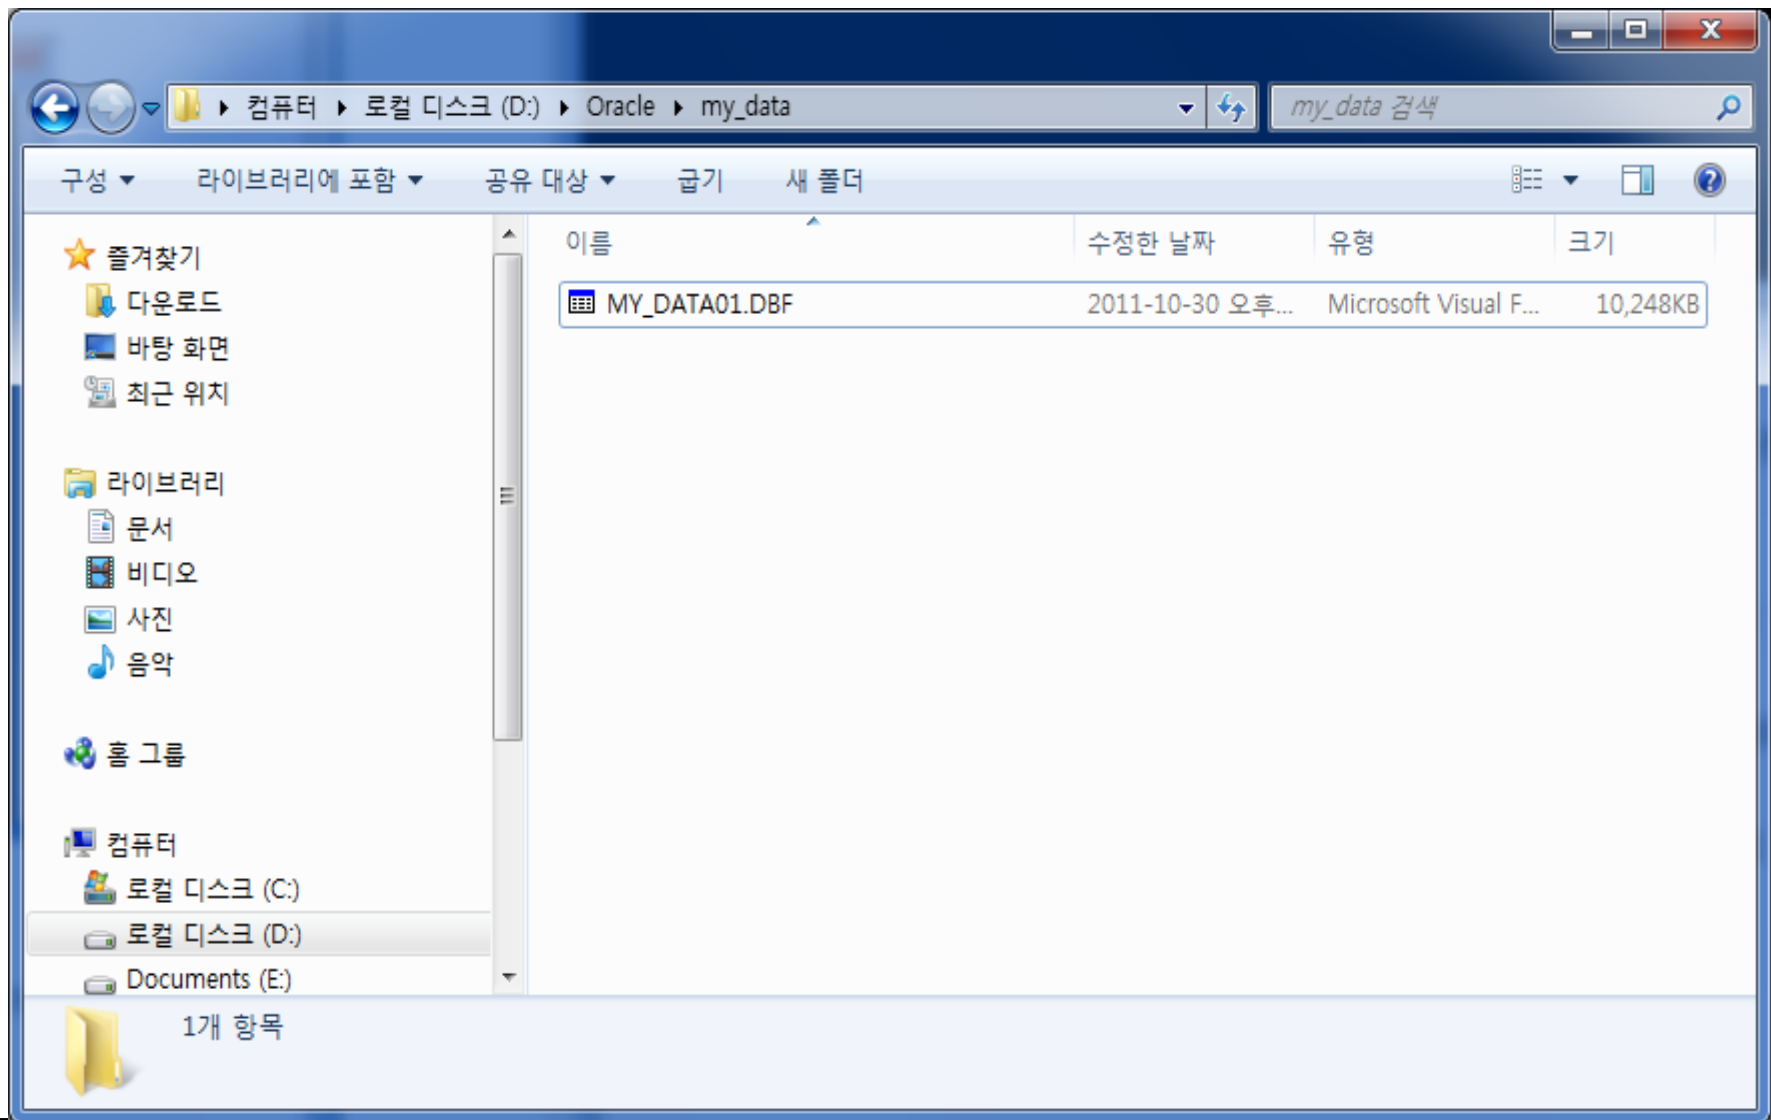 컴퓨터 로컬 디스크 (D:) Oracle my_data my_data 검색
구성 라이브러리에 포함 공유 대상 굽기 새 폴더
이름 수정한 날짜 유형 크기
MY_DATA01.DBF 2011-10-30 오후... Microsoft Visual F... 10,248KB
즐겨찾기
다운로드
바탕 화면
최근 위치
라이브러리
문서
비디오
사진
음악
홈 그룹
컴퓨터
로컬 디스크 (C:)
로컬 디스크 (D:)
Documents (E:)
1개 항목